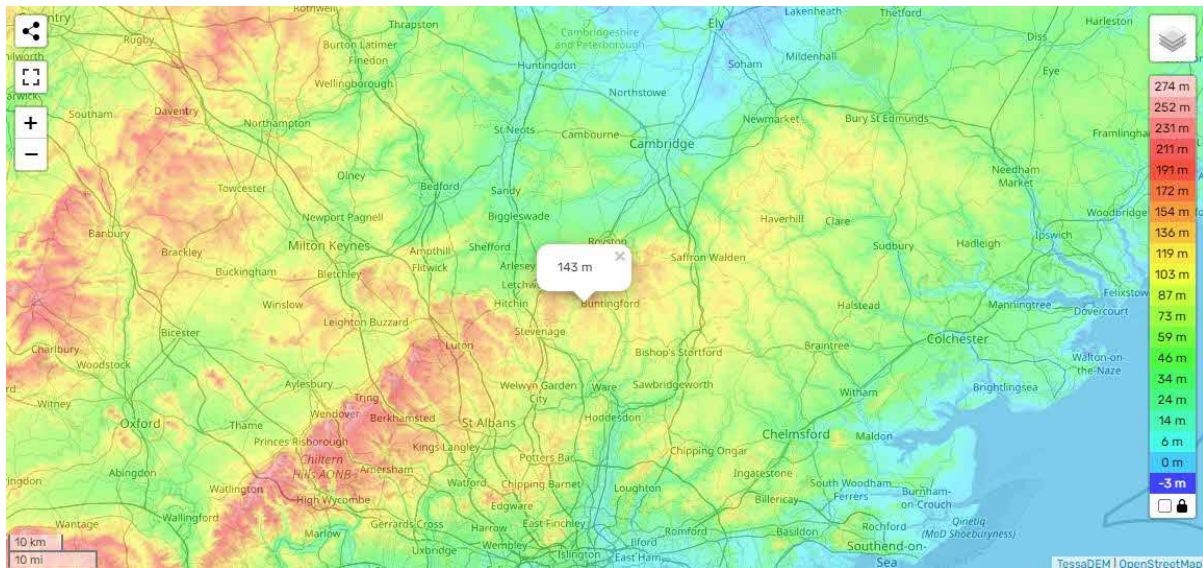 Coventry
Rothwell
Thrapston
Cambridgeshire
and Peterborough
Ely
Lakenheath
Thetford
Harleston
Rugby
Burton Latimer
Finedon
Huntingdon
Soham
Mildenhall
Diss
Eye
Wellingborough
Northstowe
Southam
Daventry
Northampton
St Neots
Cambourne
Cambridge
Newmarket
Bury St Edmunds
Framlingham
Olney
Bedford
Sandy
Needham
Market
Towcester
Biggleswade
Haverhill
Clare
Woodbridge
Banbury
Newport Pagnell
Milton Keynes
Ampthill
Shefford
Royston
Sudbury
Hadleigh
Ipswich
Brackley
Buckingham
Bletchley
Flitwick
Arlesey
143 m
Saffron Walden
Letchw
Winslow
Hitchin
Buntingford
Halstead
Manningtree
Felixstow
Dovercourt
Bicester
Leighton Buzzard
Luton
Stevenage
Bishop's Stortford
Braintree
Colchester
Charlbury
Woodstock
Walton-on-
the-Naze
Aylesbury
Tring
Welwyn Garden
City
Ware
Sawbridgeworth
Witham
Brightlingsea
Witney
Oxford
Thame
Wendover
Berkhamsted
St Albans
Hoddesdon
Chelmsford
Maldon
Princes Risborough
Chiltern
Hills AONB
Kings Langley
Potters Bar
Chipping Ongar
Abingdon
Amersham
Watford
Chipping Barnet
Loughton
Ingatestone
South Woodham
Ferrers
Burnham-
on-Crouch
Watlington
High Wycombe
Edgware
Billericay
Wallingford
Wantage
Marlow
Gerrards Cross
Harrow
East Finchley
Romford
Basildon
Rochford
Qinetiq
(MoD Shoeburyness)
Uxbridge
Wembley
Ilford
Islington
East Ham
Southend-on-
Sea
+
−
274 m
252 m
231 m
211 m
191 m
172 m
154 m
136 m
119 m
103 m
87 m
73 m
59 m
46 m
34 m
24 m
14 m
6 m
0 m
-3 m
10 km
10 mi
TessaDEM | OpenStreetMap